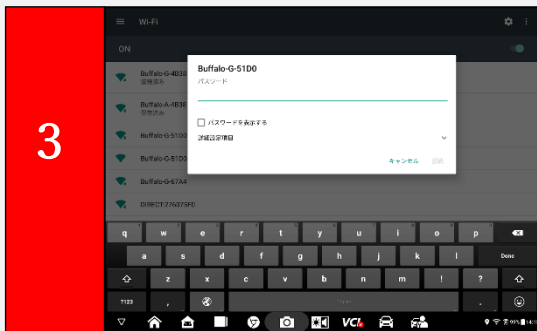 3
Wi-Fi
ON
Buffalo-G-4B38
Buffalo-G-51D0
パスワード
Buffalo-A-4B38
パスワードを表示する
Buffalo-G-51D0
詳細設定項目
Buffalo-G-51D0
キャンセル 接続
Buffalo-G-57A4
q w e r t y u i o p
a s d f g h j k l Done
z x c v b n m ! ?
?123 , .
VCI